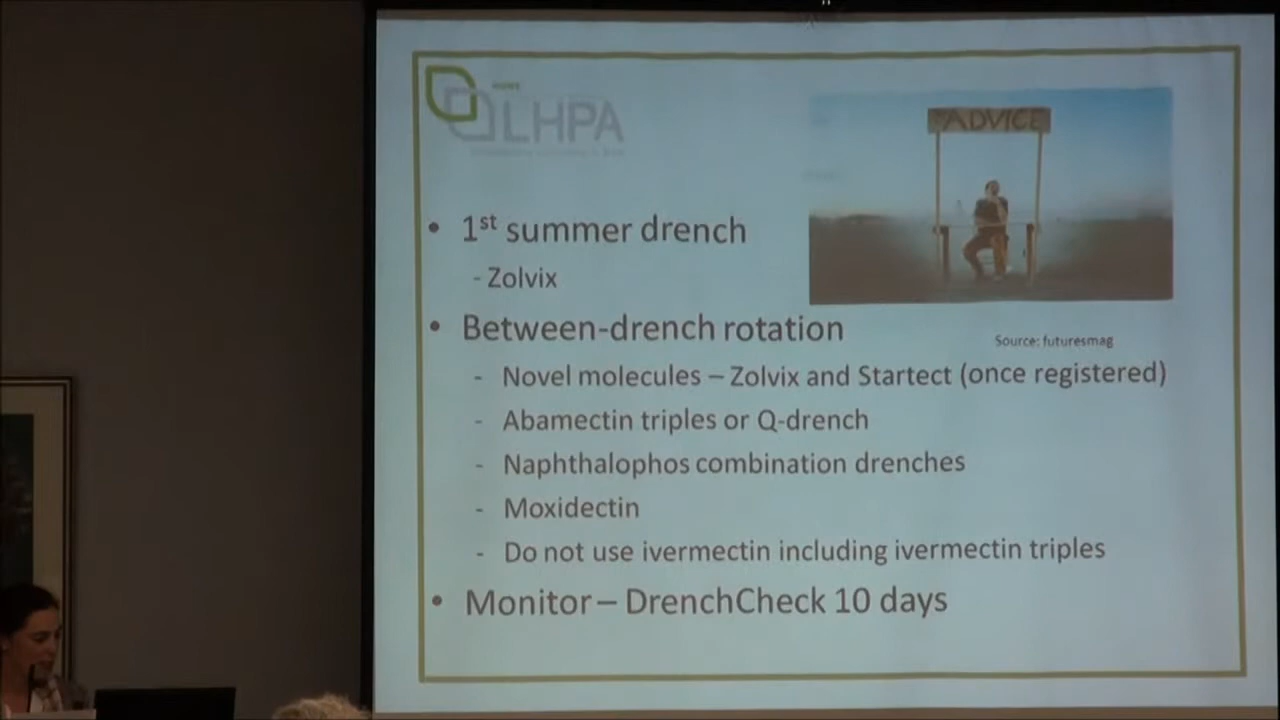 LHPA
ADVICE
• 1st summer drench
- Zolvix
• Between-drench rotation
Source: futuresmag
- Novel molecules – Zolvix and Startect (once registered)
- Abamectin triples or Q-drench
- Naphthalophos combination drenches
- Moxidectin
- Do not use ivermectin including ivermectin triples
• Monitor – DrenchCheck 10 days